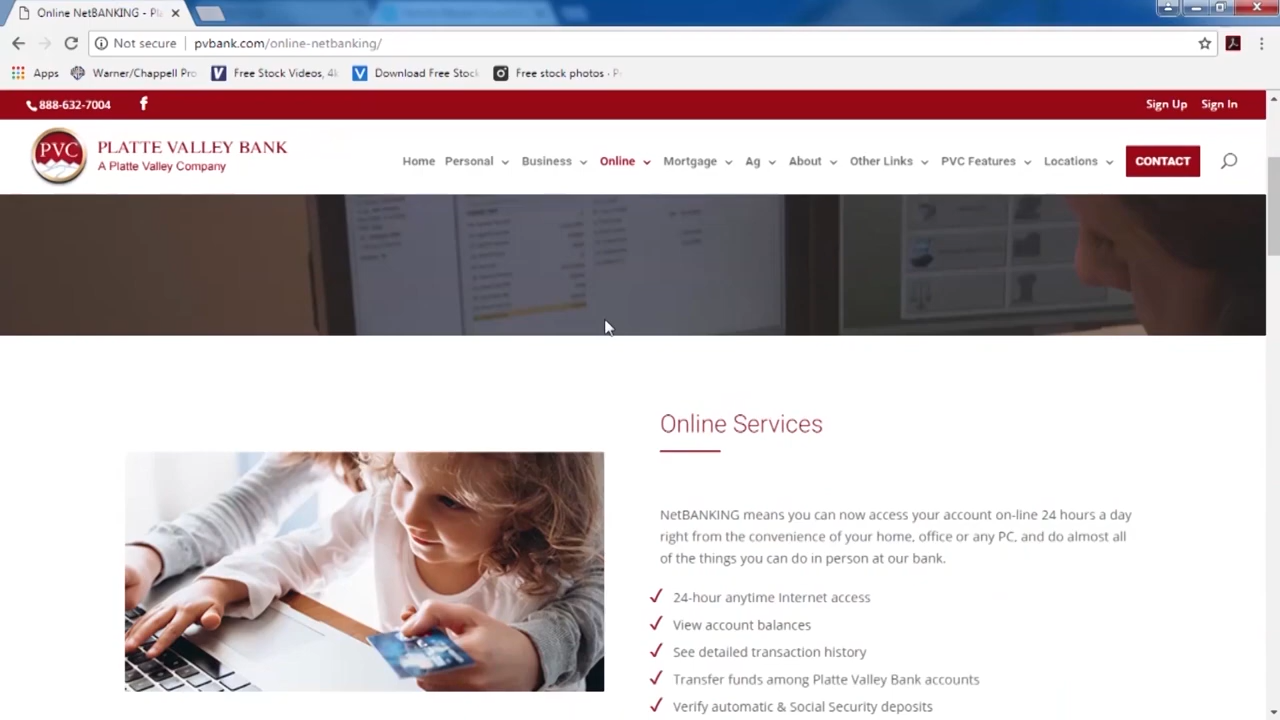 Online NetBANKING - Pl
Not secure
pvbank.com/online-netbanking/
Apps
Warner/Chappell Pro
Free Stock Videos, 4k
Download Free Stock
Free stock photos · P
888-632-7004
f
Sign Up
Sign In
PVC
PLATTE VALLEY BANK
A Platte Valley Company
Home
Personal
Business
Online
Mortgage
Ag
About
Other Links
PVC Features
Locations
CONTACT
Online Services
NetBANKING means you can now access your account on-line 24 hours a day
right from the convenience of your home, office or any PC, and do almost all
of the things you can do in person at our bank.
24-hour anytime Internet access
View account balances
See detailed transaction history
Transfer funds among Platte Valley Bank accounts
Verify automatic & Social Security deposits